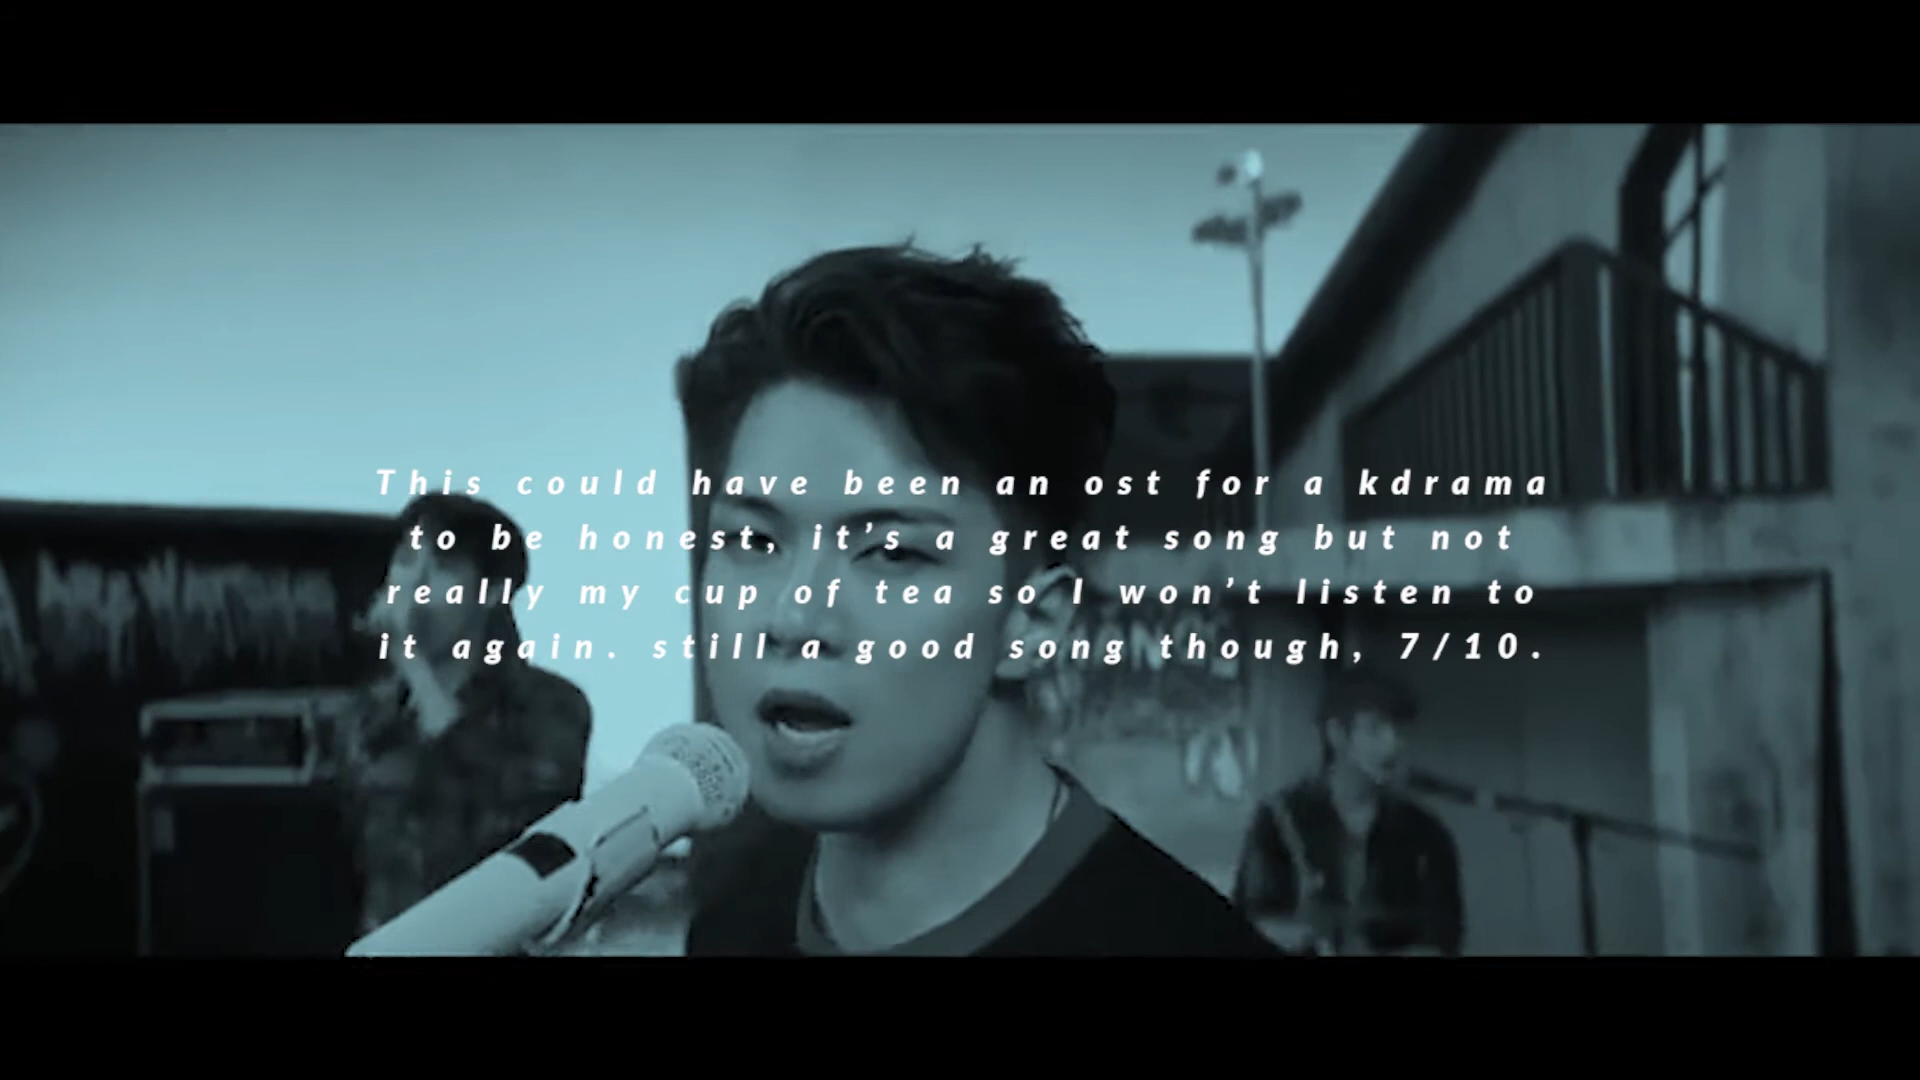 This could have been an ost for a kdrama
to be honest, it’s a great song but not
really my cup of tea so I won’t listen to
it again. still a good song though, 7/10.